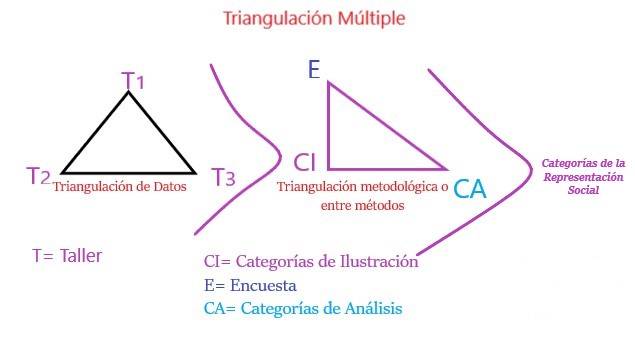 Triangulación Múltiple
T1
T2
T3
Triangulación de Datos
E
CI
CA
Triangulación metodológica o
entre métodos
Categorías de la
Representación
Social
T= Taller
CI= Categorías de Ilustración
E= Encuesta
CA= Categorías de Análisis